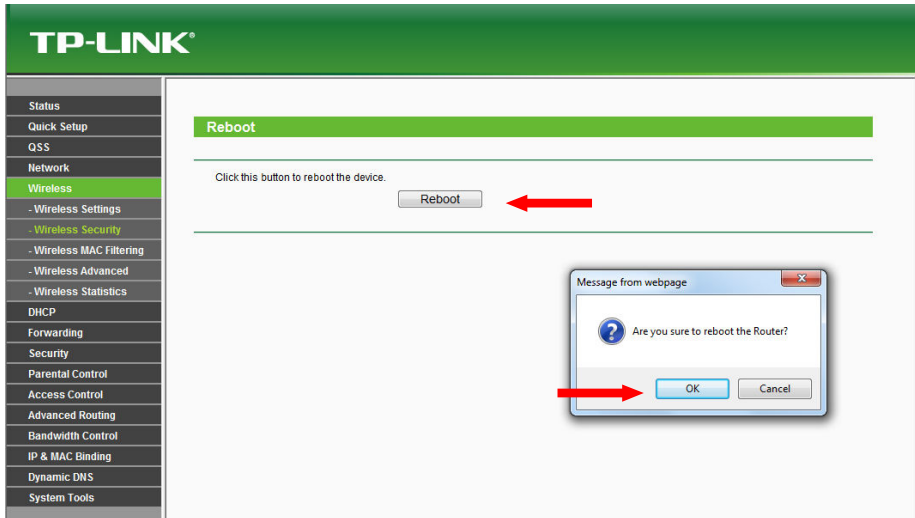 TP-LINK®
Status
Quick Setup
QSS
Network
Wireless
- Wireless Settings
- Wireless Security
- Wireless MAC Filtering
- Wireless Advanced
- Wireless Statistics
DHCP
Forwarding
Security
Parental Control
Access Control
Advanced Routing
Bandwidth Control
IP & MAC Binding
Dynamic DNS
System Tools
Reboot
Click this button to reboot the device.
Reboot
Message from webpage
Are you sure to reboot the Router?
OK
Cancel